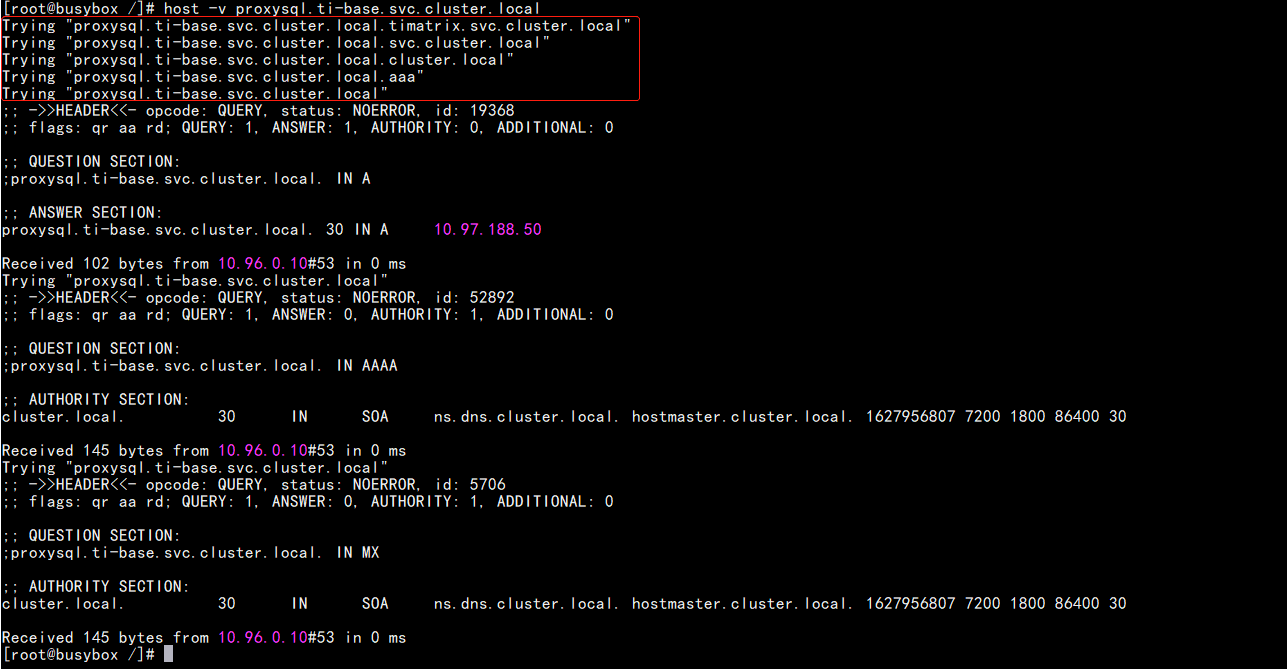 [root@busybox /]# host -v proxysql.ti-base.svc.cluster.local
Trying "proxysql.ti-base.svc.cluster.local.timatrix.svc.cluster.local"
Trying "proxysql.ti-base.svc.cluster.local.svc.cluster.local"
Trying "proxysql.ti-base.svc.cluster.local.cluster.local"
Trying "proxysql.ti-base.svc.cluster.local.aaa"
Trying "proxysql.ti-base.svc.cluster.local"
;; ->>HEADER<<- opcode: QUERY, status: NOERROR, id: 19368
;; flags: qr aa rd; QUERY: 1, ANSWER: 1, AUTHORITY: 0, ADDITIONAL: 0
;; QUESTION SECTION:
;proxysql.ti-base.svc.cluster.local. IN A
;; ANSWER SECTION:
proxysql.ti-base.svc.cluster.local. 30 IN A 10.97.188.50
Received 102 bytes from 10.96.0.10#53 in 0 ms
Trying "proxysql.ti-base.svc.cluster.local"
;; ->>HEADER<<- opcode: QUERY, status: NOERROR, id: 52892
;; flags: qr aa rd; QUERY: 1, ANSWER: 0, AUTHORITY: 1, ADDITIONAL: 0
;; QUESTION SECTION:
;proxysql.ti-base.svc.cluster.local. IN AAAA
;; AUTHORITY SECTION:
cluster.local. 30 IN SOA ns.dns.cluster.local. hostmaster.cluster.local. 1627956807 7200 1800 86400 30
Received 145 bytes from 10.96.0.10#53 in 0 ms
Trying "proxysql.ti-base.svc.cluster.local"
;; ->>HEADER<<- opcode: QUERY, status: NOERROR, id: 5706
;; flags: qr aa rd; QUERY: 1, ANSWER: 0, AUTHORITY: 1, ADDITIONAL: 0
;; QUESTION SECTION:
;proxysql.ti-base.svc.cluster.local. IN MX
;; AUTHORITY SECTION:
cluster.local. 30 IN SOA ns.dns.cluster.local. hostmaster.cluster.local. 1627956807 7200 1800 86400 30
Received 145 bytes from 10.96.0.10#53 in 0 ms
[root@busybox /]#